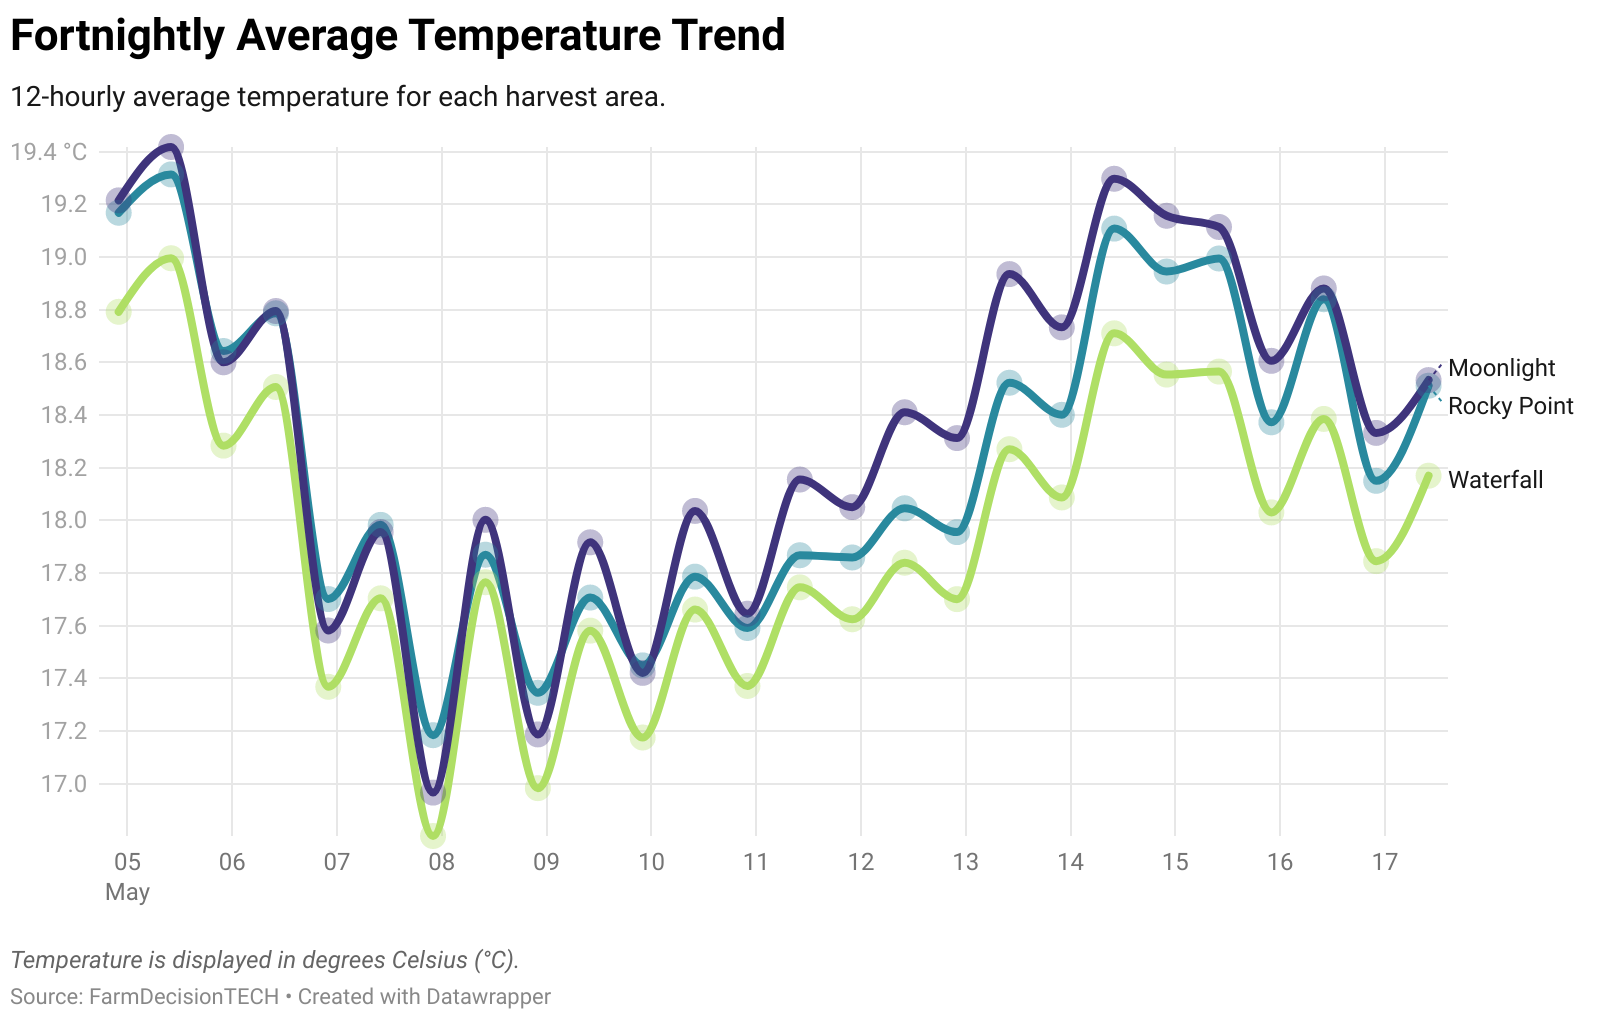 Fortnightly Average Temperature Trend
12-hourly average temperature for each harvest area.
19.4 °C
19.2
19.0
18.8
18.6
18.4
18.2
18.0
17.8
17.6
17.4
17.2
17.0
Moonlight
Rocky Point
Waterfall
05 06 07 08 09 10 11 12 13 14 15 16 17
May
Temperature is displayed in degrees Celsius (°C).
Source: FarmDecisionTECH • Created with Datawrapper